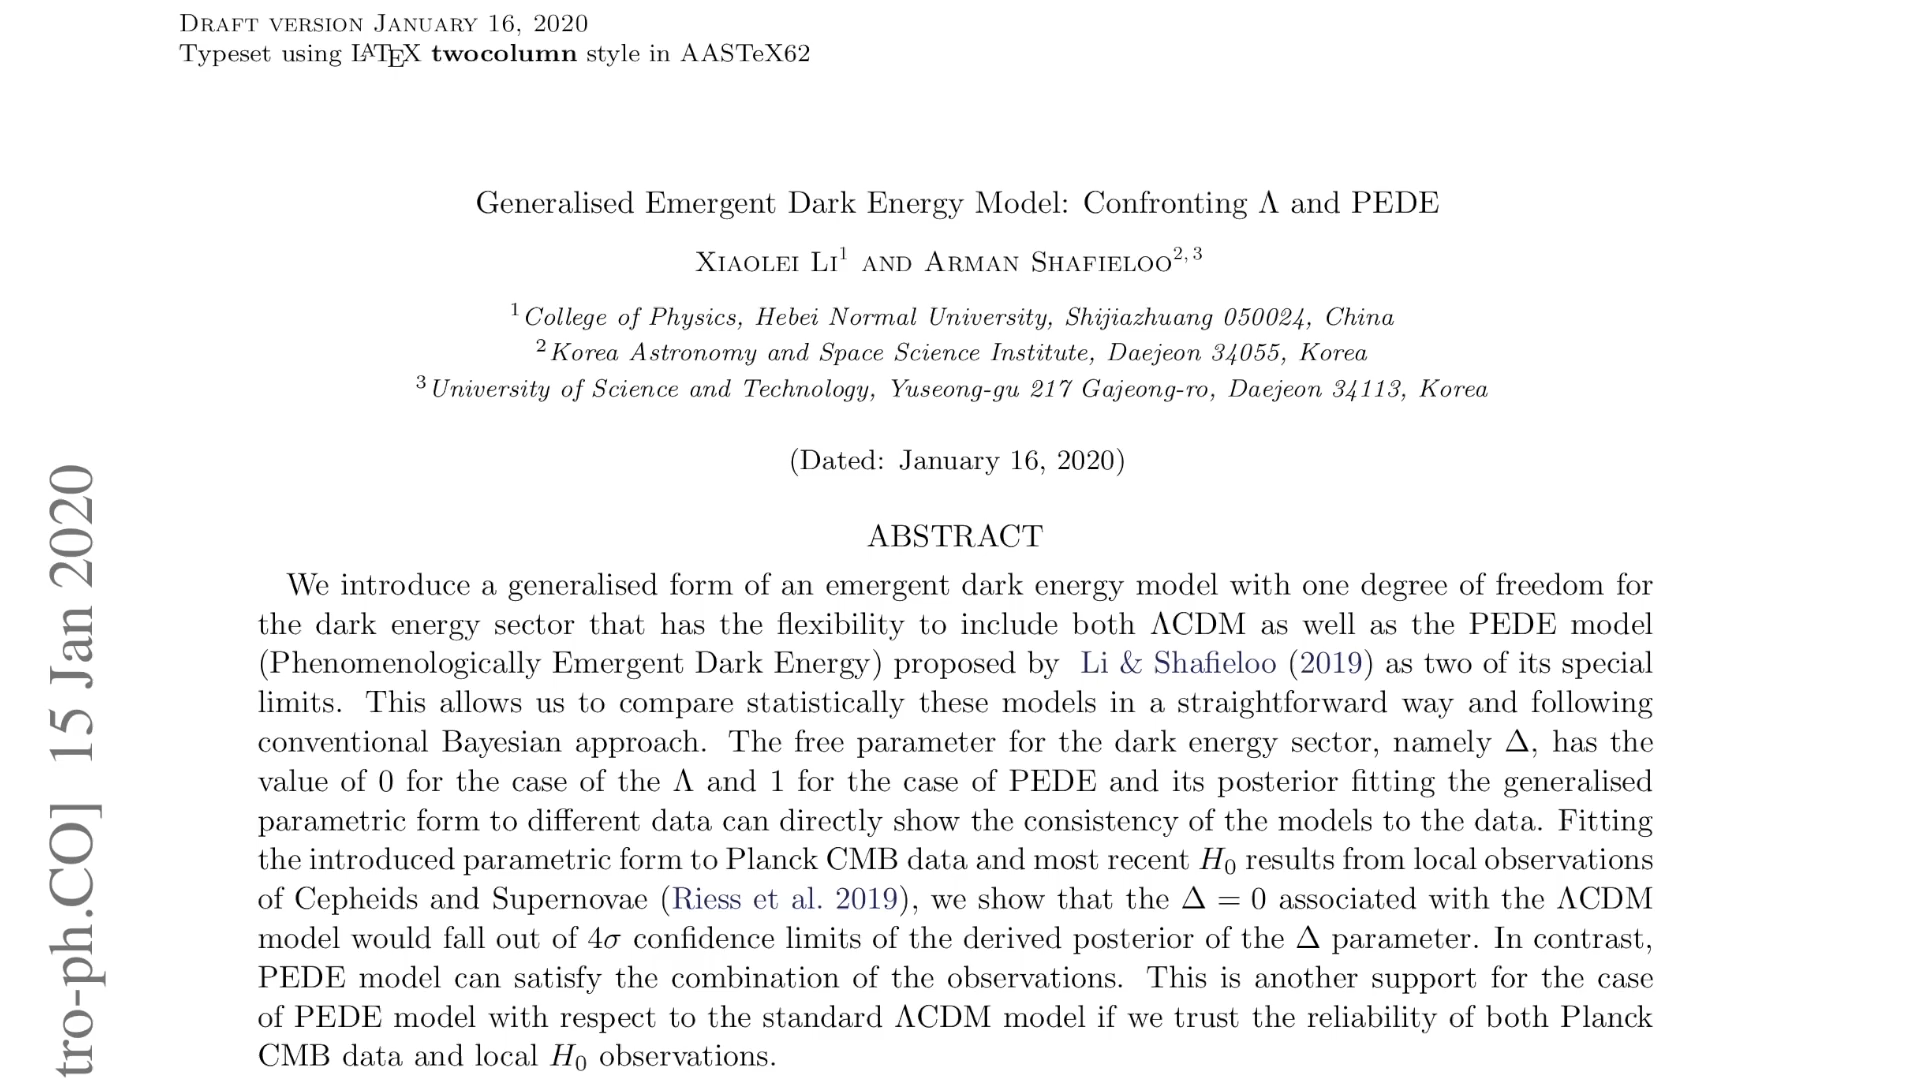 DRAFT VERSION JANUARY 16, 2020
Typeset using LATEX twocolumn style in AASTeX62
Generalised Emergent Dark Energy Model: Confronting Λ and PEDE
XIAOLEI LI¹ AND ARMAN SHAFIELOO²,³
¹ College of Physics, Hebei Normal University, Shijiazhuang 050024, China
² Korea Astronomy and Space Science Institute, Daejeon 34055, Korea
³ University of Science and Technology, Yuseong-gu 217 Gajeong-ro, Daejeon 34113, Korea
(Dated: January 16, 2020)
ABSTRACT
We introduce a generalised form of an emergent dark energy model with one degree of freedom for
the dark energy sector that has the flexibility to include both ΛCDM as well as the PEDE model
(Phenomenologically Emergent Dark Energy) proposed by Li & Shafieloo (2019) as two of its special
limits. This allows us to compare statistically these models in a straightforward way and following
conventional Bayesian approach. The free parameter for the dark energy sector, namely Δ, has the
value of 0 for the case of the Λ and 1 for the case of PEDE and its posterior fitting the generalised
parametric form to different data can directly show the consistency of the models to the data. Fitting
the introduced parametric form to Planck CMB data and most recent H₀ results from local observations
of Cepheids and Supernovae (Riess et al. 2019), we show that the Δ = 0 associated with the ΛCDM
model would fall out of 4σ confidence limits of the derived posterior of the Δ parameter. In contrast,
PEDE model can satisfy the combination of the observations. This is another support for the case
of PEDE model with respect to the standard ΛCDM model if we trust the reliability of both Planck
CMB data and local H₀ observations.
tro-ph.CO] 15 Jan 2020